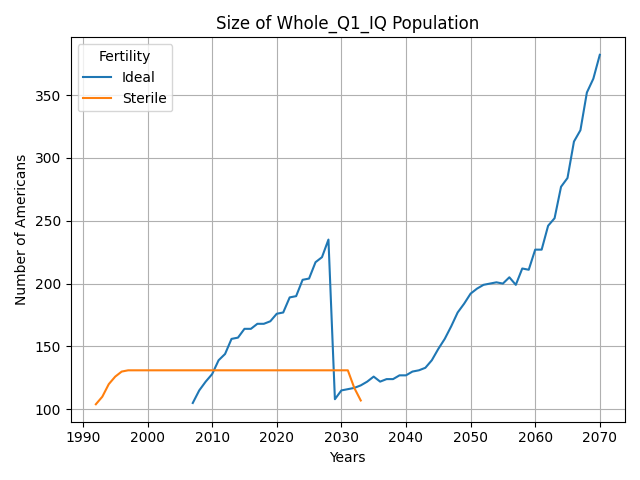 Size of Whole_Q1_IQ Population
Fertility
Ideal
Sterile
Number of Americans
350
300
250
200
150
100
1990 2000 2010 2020 2030 2040 2050 2060 2070
Years